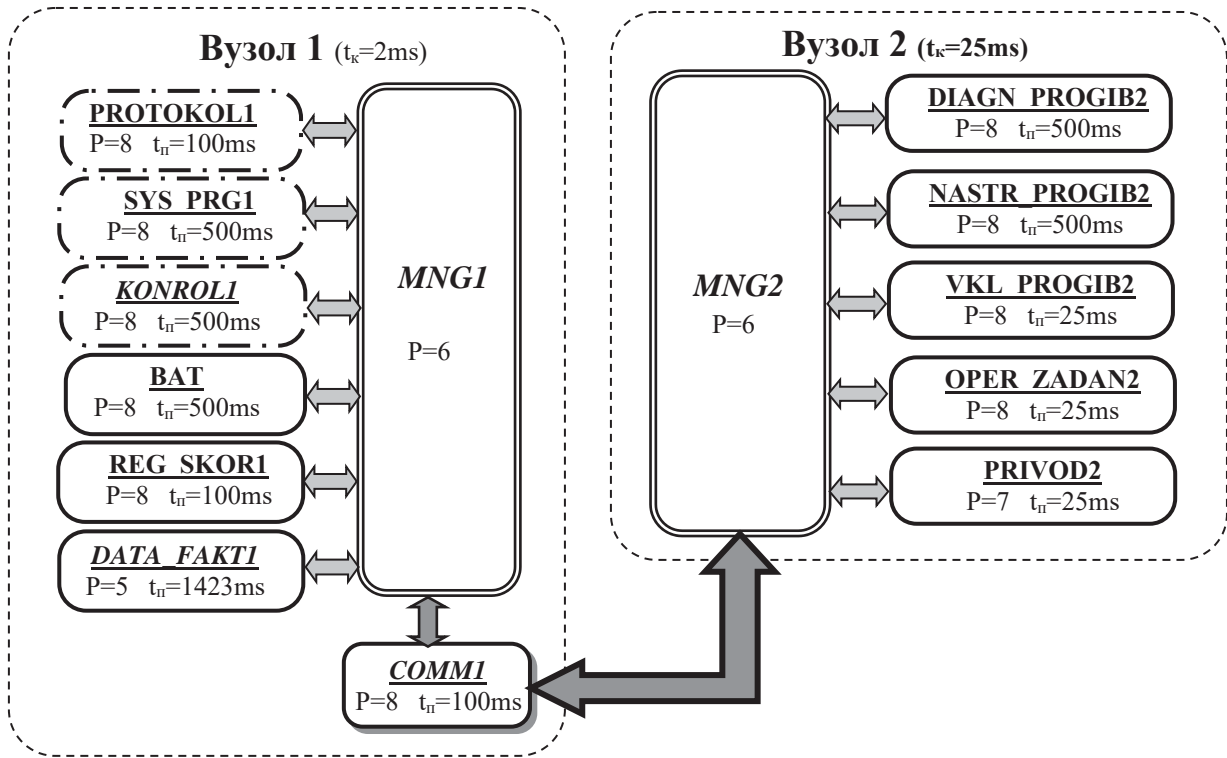 Вузол 1 (tк=2ms)
PROTOKOL1
P=8 tп=100ms
SYS_PRG1
P=8 tп=500ms
KONROL1
P=8 tп=500ms
BAT
P=8 tп=500ms
REG_SKOR1
P=8 tп=100ms
DATA_FAKT1
P=5 tп=1423ms
MNG1
P=6
COMM1
P=8 tп=100ms
Вузол 2 (tк=25ms)
MNG2
P=6
DIAGN_PROGIB2
P=8 tп=500ms
NASTR_PROGIB2
P=8 tп=500ms
VKL_PROGIB2
P=8 tп=25ms
OPER_ZADAN2
P=8 tп=25ms
PRIVOD2
P=7 tп=25ms